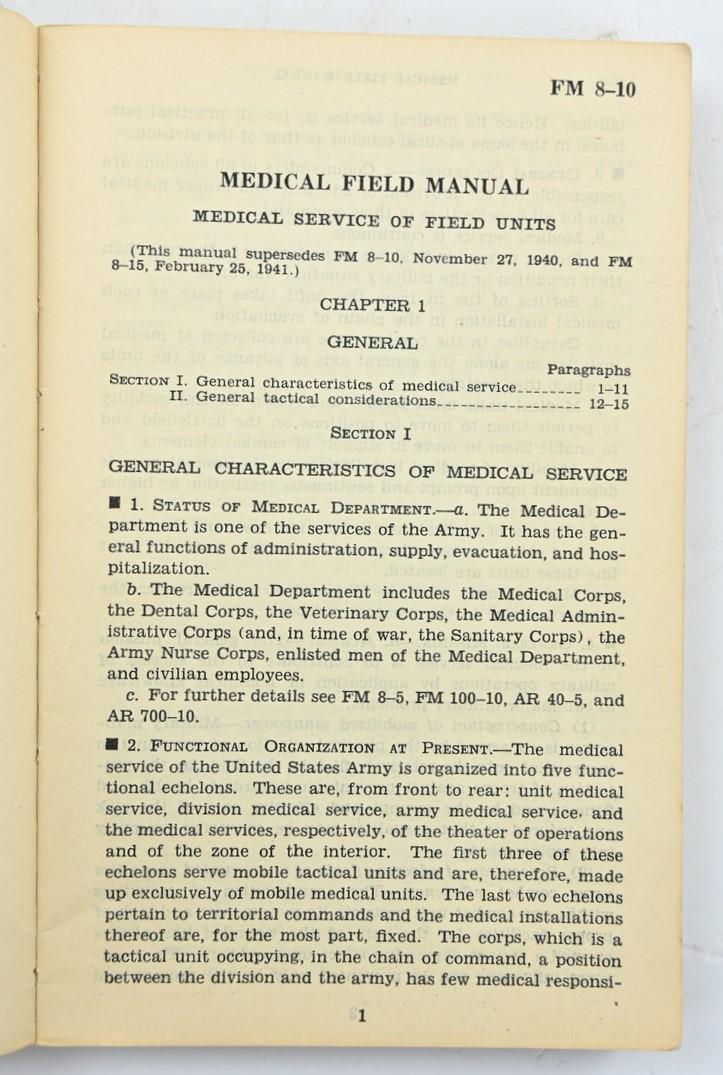 FM 8–10
MEDICAL FIELD MANUAL
MEDICAL SERVICE OF FIELD UNITS
(This manual supersedes FM 8–10, November 27, 1940, and FM
8–15, February 25, 1941.)
CHAPTER 1
GENERAL
Paragraphs
SECTION I. General characteristics of medical service________ 1–11
II. General tactical considerations__________________ 12–15
SECTION I
GENERAL CHARACTERISTICS OF MEDICAL SERVICE
■ 1. STATUS OF MEDICAL DEPARTMENT.—a. The Medical De-
partment is one of the services of the Army. It has the gen-
eral functions of administration, supply, evacuation, and hos-
pitalization.
b. The Medical Department includes the Medical Corps,
the Dental Corps, the Veterinary Corps, the Medical Admin-
istrative Corps (and, in time of war, the Sanitary Corps), the
Army Nurse Corps, enlisted men of the Medical Department,
and civilian employees.
c. For further details see FM 8–5, FM 100–10, AR 40–5, and
AR 700–10.
■ 2. FUNCTIONAL ORGANIZATION AT PRESENT.—The medical
service of the United States Army is organized into five func-
tional echelons. These are, from front to rear: unit medical
service, division medical service, army medical service, and
the medical services, respectively, of the theater of operations
and of the zone of the interior. The first three of these
echelons serve mobile tactical units and are, therefore, made
up exclusively of mobile medical units. The last two echelons
pertain to territorial commands and the medical installations
thereof are, for the most part, fixed. The corps, which is a
tactical unit occupying, in the chain of command, a position
between the division and the army, has few medical responsi-
1